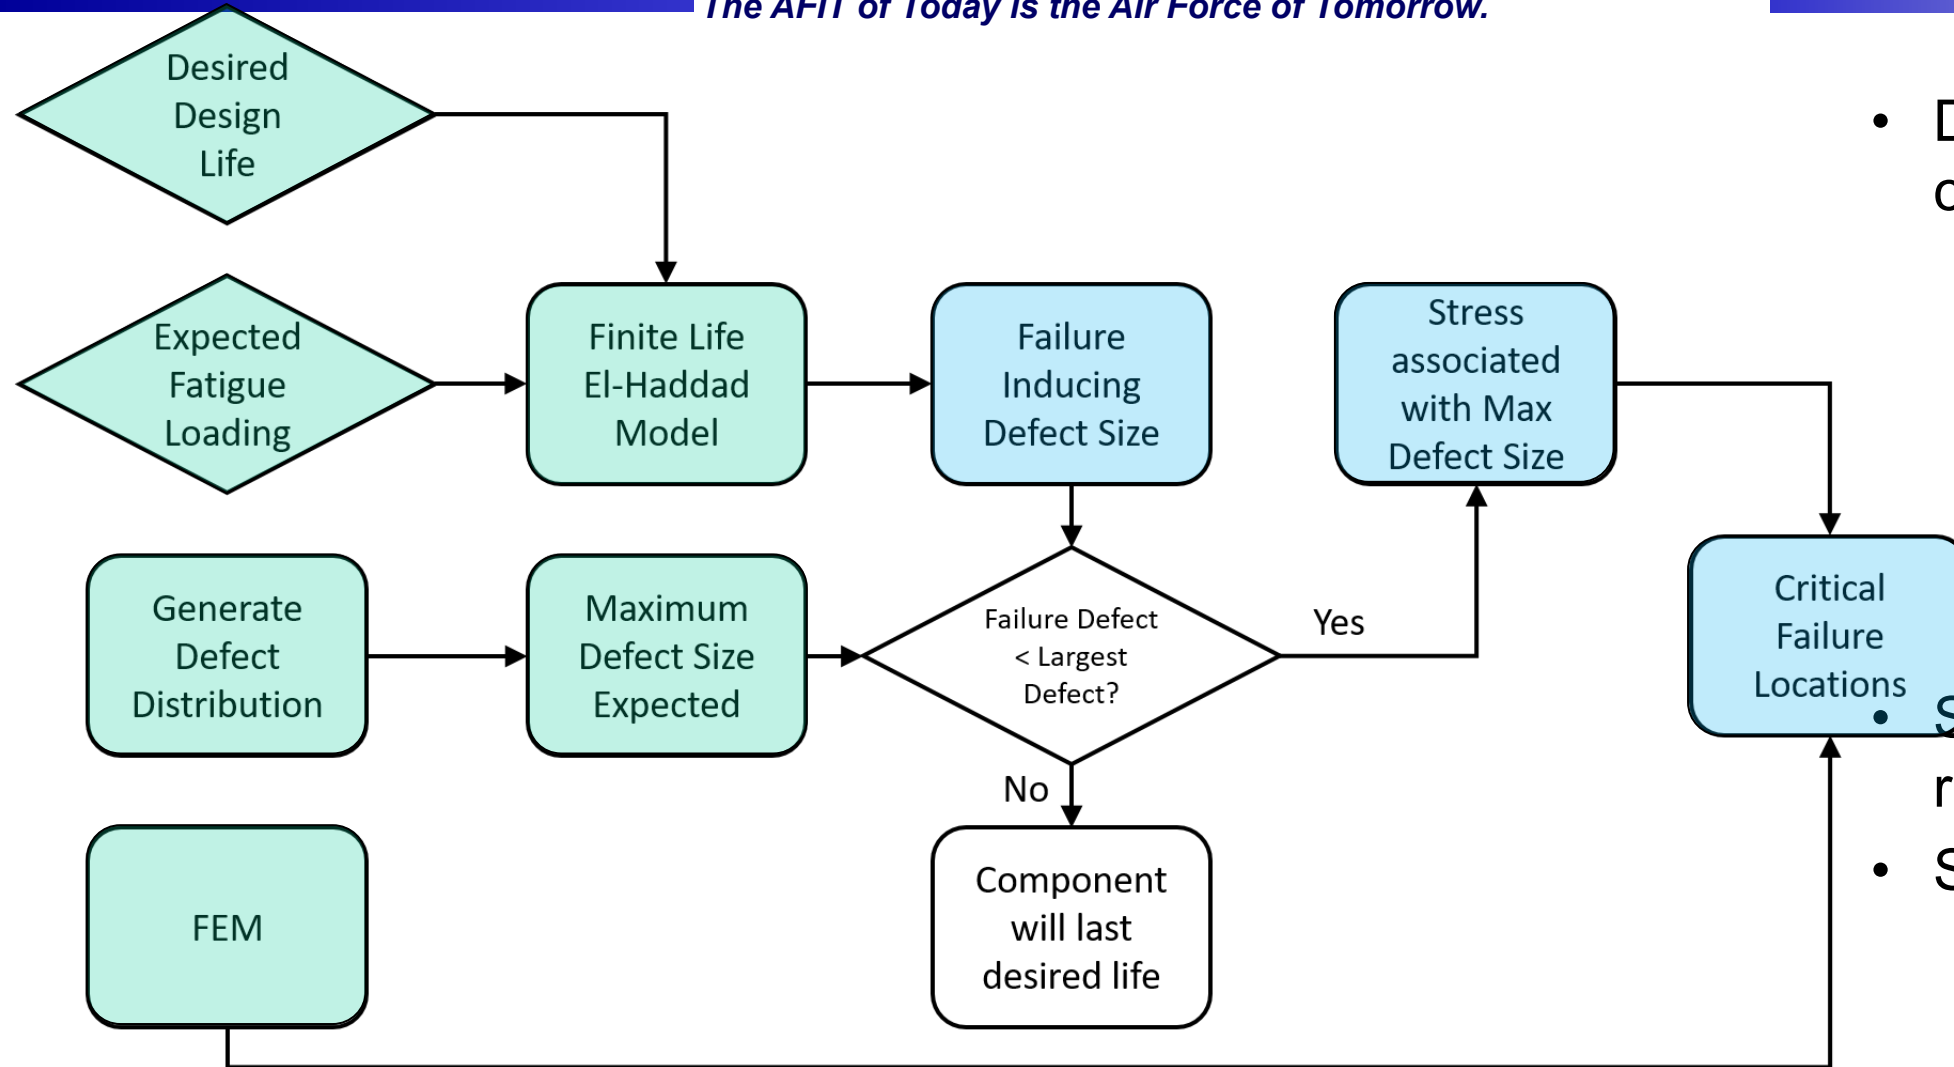 The AFIT of Today is the Air Force of Tomorrow.
Desired
Design
Life
Expected
Fatigue
Loading
Finite Life
El-Haddad
Model
Failure
Inducing
Defect Size
Stress
associated
with Max
Defect Size
Generate
Defect
Distribution
Maximum
Defect Size
Expected
Failure Defect
< Largest
Defect?
Yes
No
Critical
Failure
Locations
FEM
Component
will last
desired life